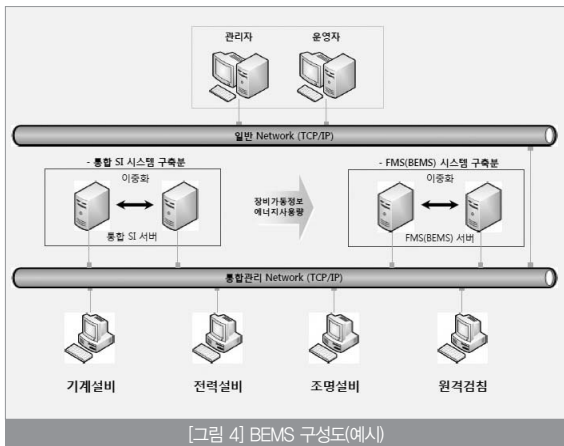 관리자 운영자
일반 Network (TCP/IP)
- 통합 SI 시스템 구축분
이중화
통합 SI 서버
장비가동정보
에너지사용량
- FMS(BEMS) 시스템 구축분
이중화
FMS(BEMS) 서버
통합관리 Network (TCP/IP)
기계설비 전력설비 조명설비 원격검침
[그림 4] BEMS 구성도(예시)